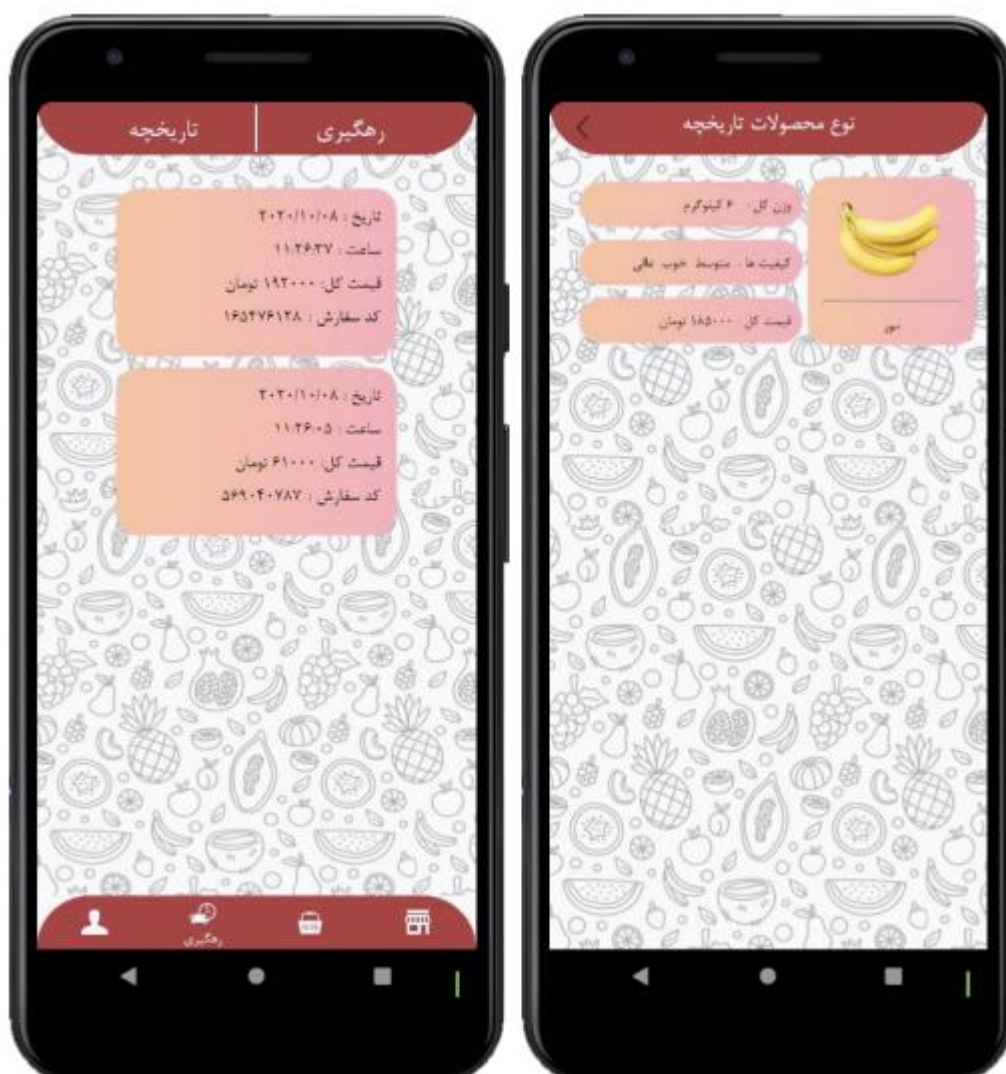 رهگیری
تاریخچه
تاریخ : ۲۰۲۰/۱۰/۰۸
ساعت : ۱۱:۲۶:۲۷
قیمت کل: ۱۹۲۰۰۰ تومان
کد سفارش : ۱۶۵۲۷۶۱۲۸
تاریخ : ۲۰۲۰/۱۰/۰۸
ساعت : ۱۱:۲۶:۰۵
قیمت کل: ۶۱۰۰۰ تومان
کد سفارش : ۵۶۹۰۴۰۷۸۷
رهگیری
نوع محصولات تاریخچه
وزن کل : ۶ کیلوگرم
کیفیت ها : متوسط خوب عالی
قیمت کل : ۱۸۵۰۰۰ تومان